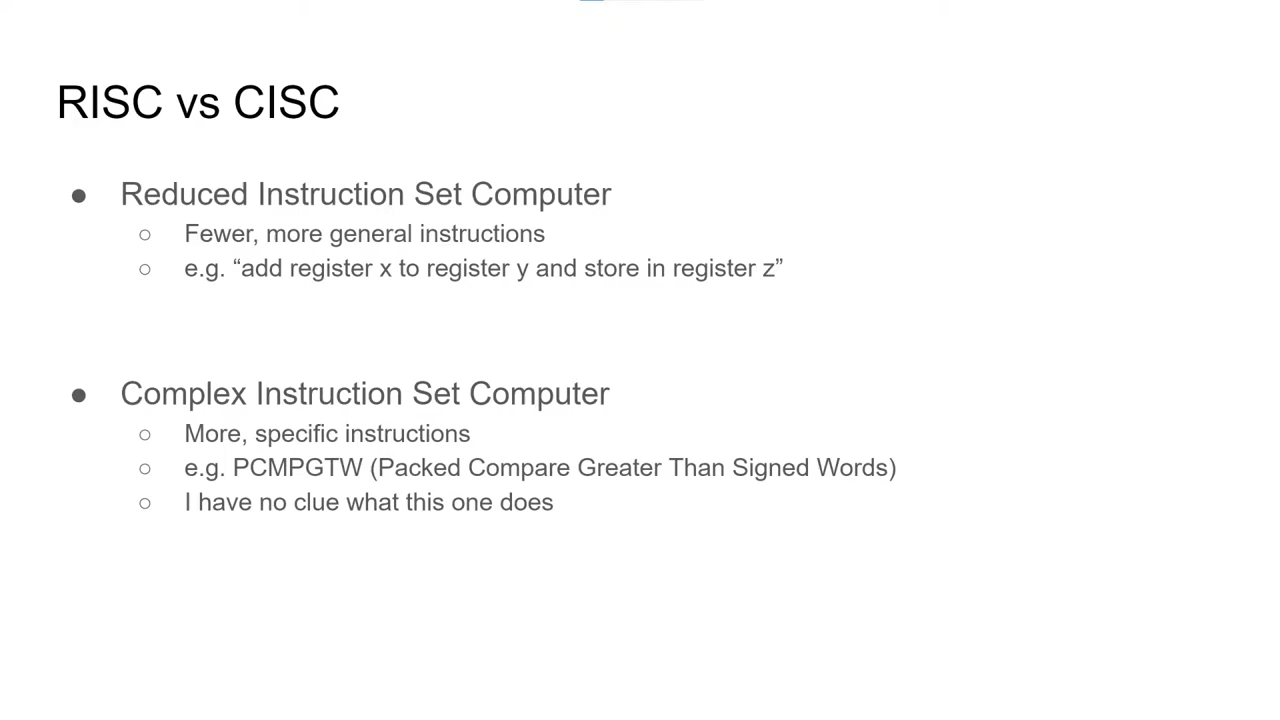 RISC vs CISC
● Reduced Instruction Set Computer
○ Fewer, more general instructions
○ e.g. “add register x to register y and store in register z”
● Complex Instruction Set Computer
○ More, specific instructions
○ e.g. PCMPGTW (Packed Compare Greater Than Signed Words)
○ I have no clue what this one does